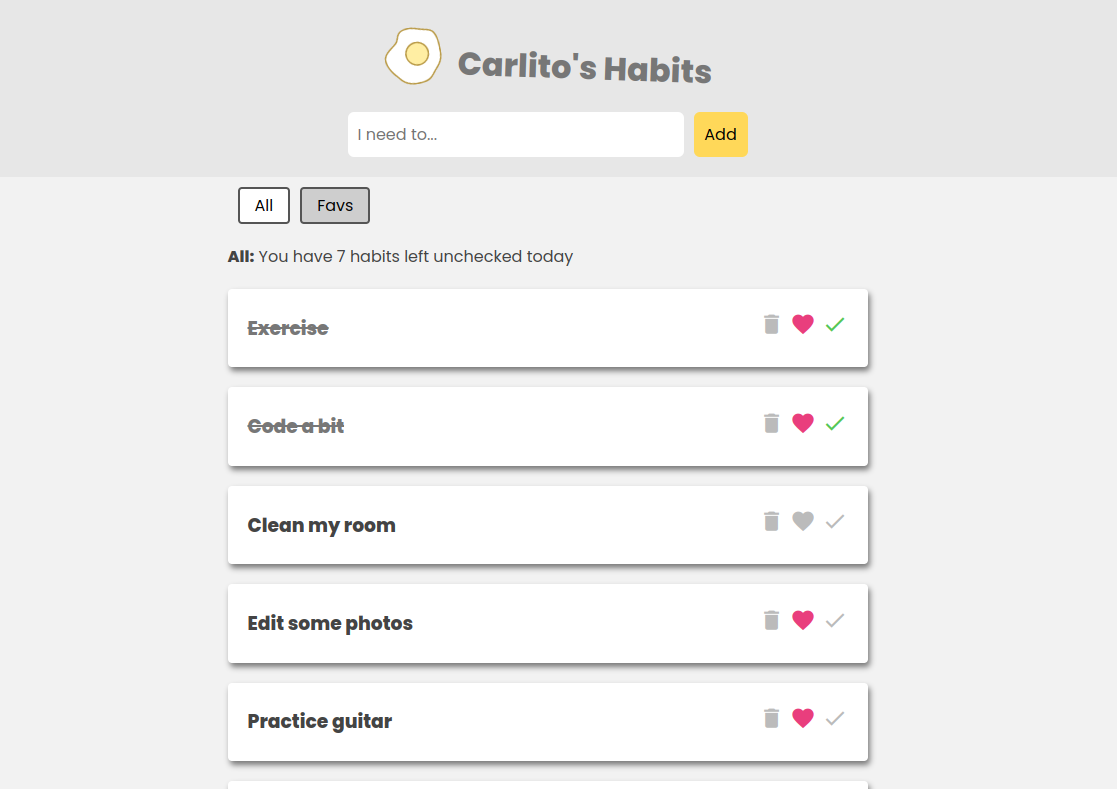 Carlito's Habits
I need to...
Add
All
Favs
All: You have 7 habits left unchecked today
Exercise
Code a bit
Clean my room
Edit some photos
Practice guitar